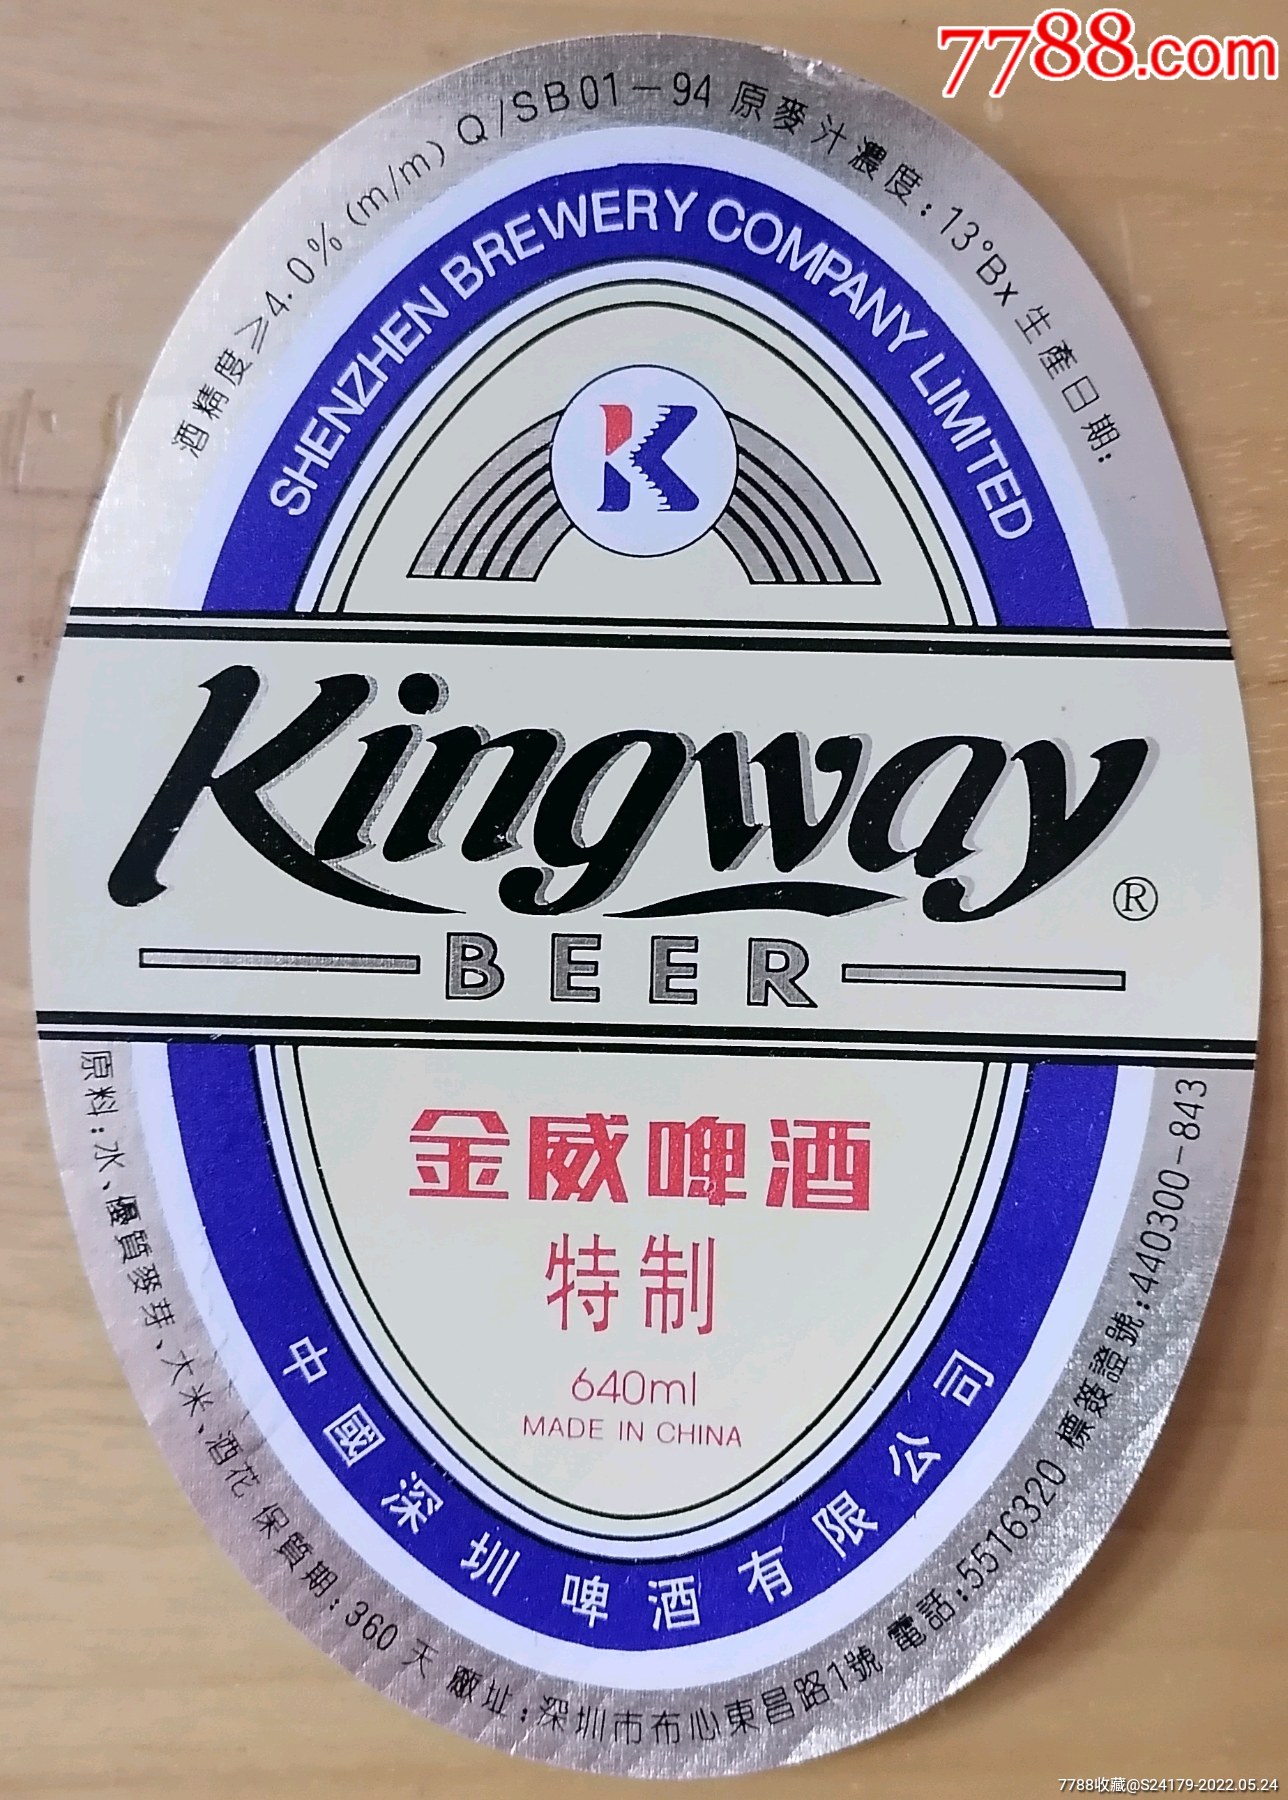 7788.com
酒精度≥4.0%(m/m) Q/SB01-94 原麥汁濃度:13°Bx 生產日期:
SHENZHEN BREWERY COMPANY LIMITED
K
Kingway®
BEER
金威啤酒
特制
640ml
MADE IN CHINA
中國深圳啤酒有限公司
原料:水、優質麥芽、大米、酒花 保質期:360天 廠址:深圳市布心東昌路1號 電話:5516320 標簽證號:440300-843
7788收藏@S24179-2022.05.24